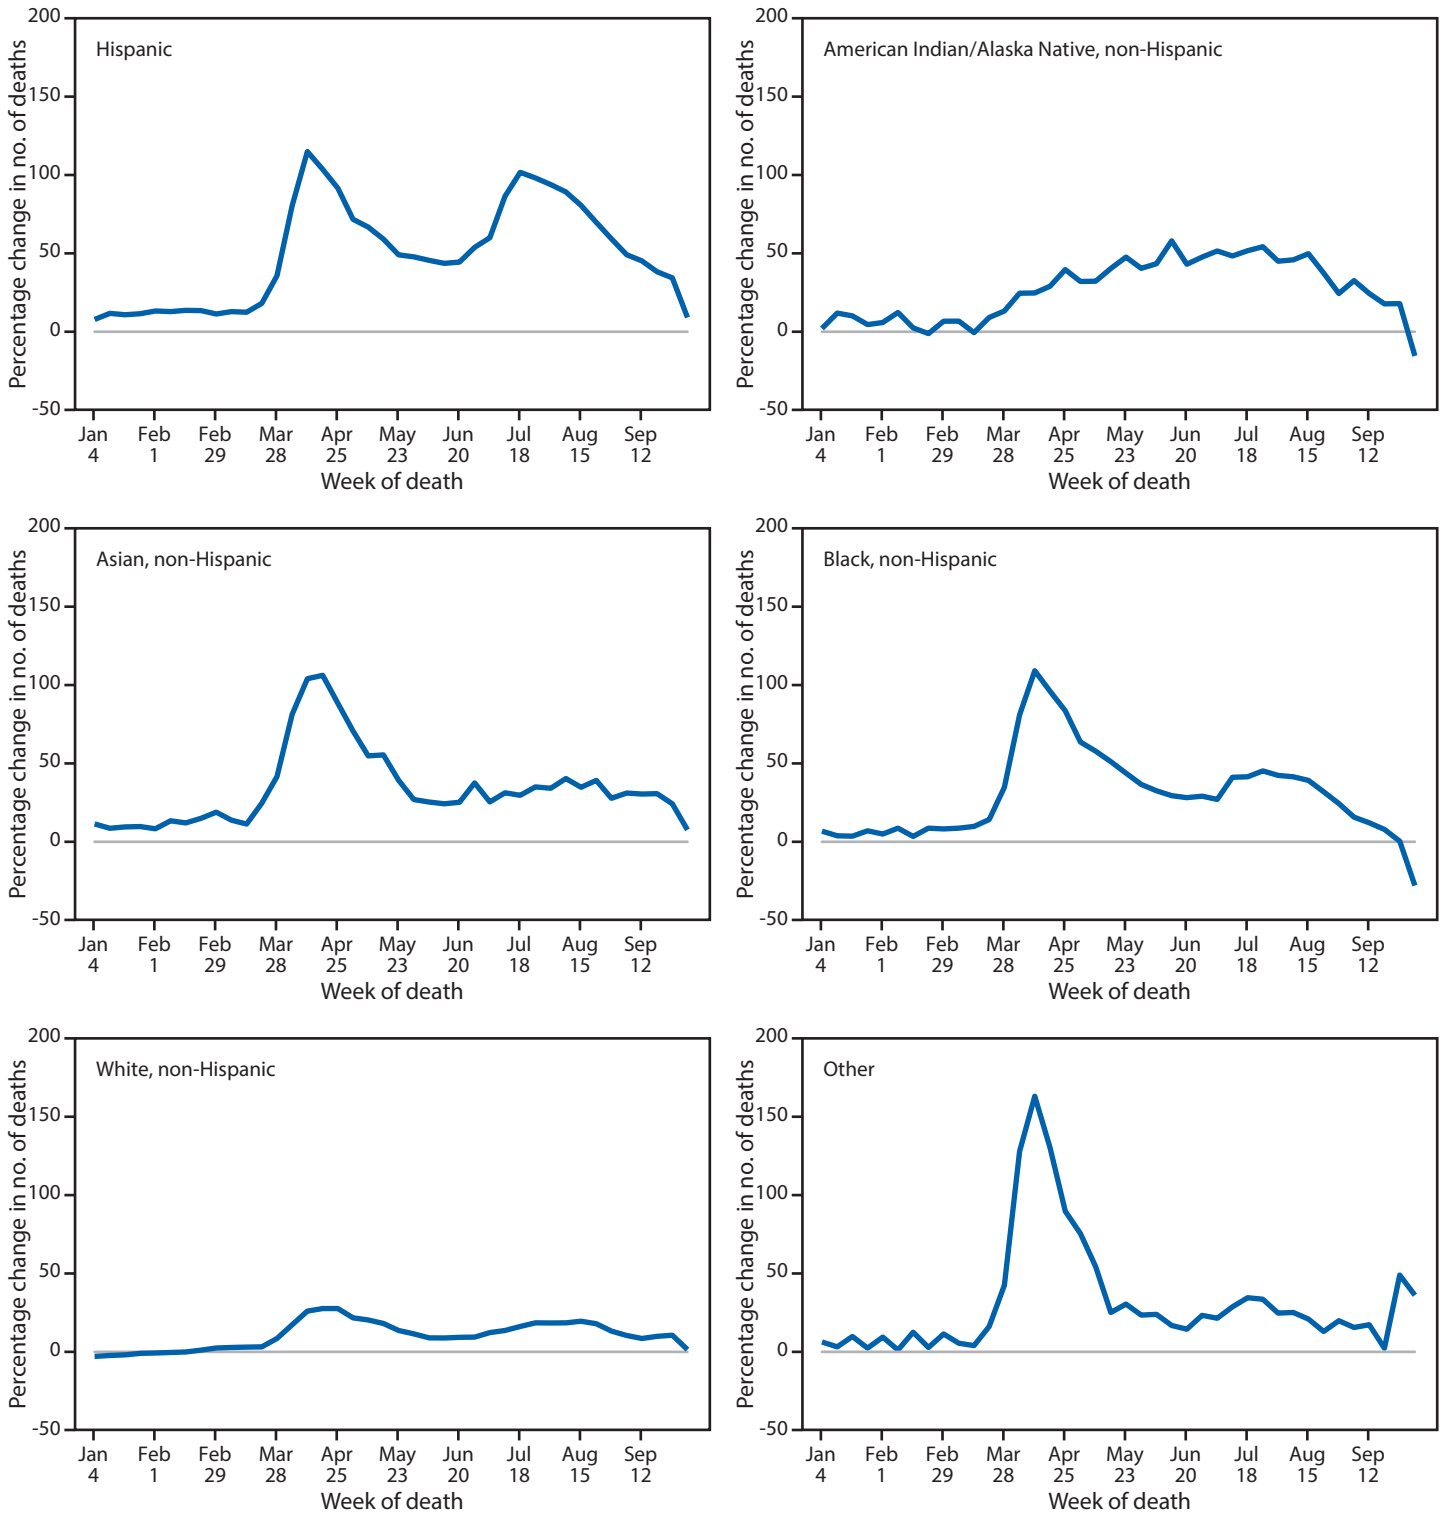 Percentage change in no. of deaths
200
150
100
50
0
-50
Hispanic
Jan Feb Feb Mar Apr May Jun Jul Aug Sep
4 1 29 28 25 23 20 18 15 12
Week of death
Percentage change in no. of deaths
200
150
100
50
0
-50
American Indian/Alaska Native, non-Hispanic
Jan Feb Feb Mar Apr May Jun Jul Aug Sep
4 1 29 28 25 23 20 18 15 12
Week of death
Percentage change in no. of deaths
200
150
100
50
0
-50
Asian, non-Hispanic
Jan Feb Feb Mar Apr May Jun Jul Aug Sep
4 1 29 28 25 23 20 18 15 12
Week of death
Percentage change in no. of deaths
200
150
100
50
0
-50
Black, non-Hispanic
Jan Feb Feb Mar Apr May Jun Jul Aug Sep
4 1 29 28 25 23 20 18 15 12
Week of death
Percentage change in no. of deaths
200
150
100
50
0
-50
White, non-Hispanic
Jan Feb Feb Mar Apr May Jun Jul Aug Sep
4 1 29 28 25 23 20 18 15 12
Week of death
Percentage change in no. of deaths
200
150
100
50
0
-50
Other
Jan Feb Feb Mar Apr May Jun Jul Aug Sep
4 1 29 28 25 23 20 18 15 12
Week of death